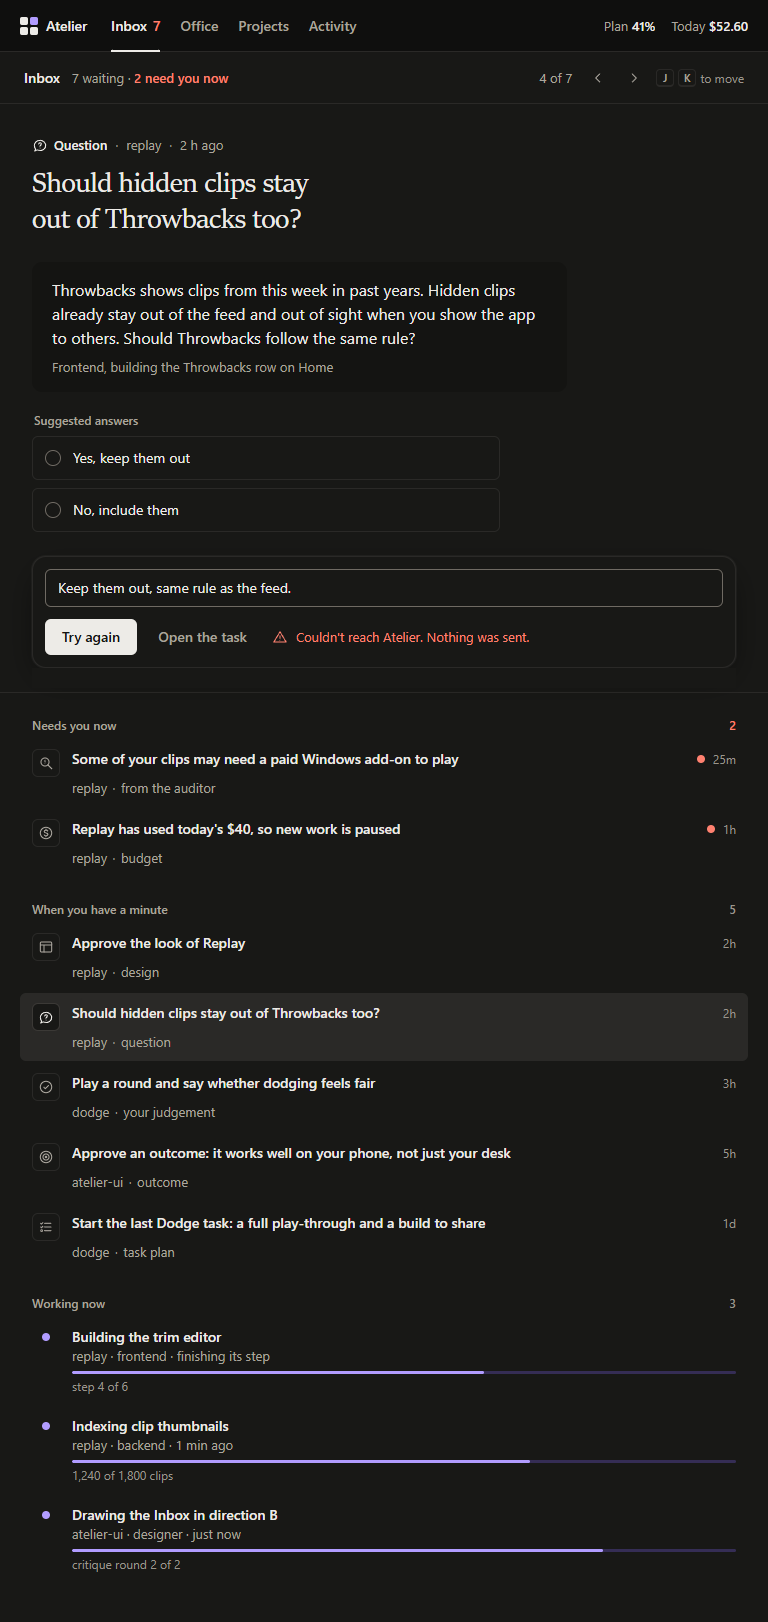 Atelier Inbox 7 Office Projects Activity Plan 41% Today $52.60
Inbox 7 waiting · 2 need you now 4 of 7 J K to move
Question · replay · 2 h ago
Should hidden clips stay
out of Throwbacks too?
Throwbacks shows clips from this week in past years. Hidden clips
already stay out of the feed and out of sight when you show the app
to others. Should Throwbacks follow the same rule?
Frontend, building the Throwbacks row on Home
Suggested answers
Yes, keep them out
No, include them
Keep them out, same rule as the feed.
Try again Open the task Couldn't reach Atelier. Nothing was sent.
Needs you now 2
Some of your clips may need a paid Windows add-on to play 25m
replay · from the auditor
Replay has used today's $40, so new work is paused 1h
replay · budget
When you have a minute 5
Approve the look of Replay 2h
replay · design
Should hidden clips stay out of Throwbacks too? 2h
replay · question
Play a round and say whether dodging feels fair 3h
dodge · your judgement
Approve an outcome: it works well on your phone, not just your desk 5h
atelier-ui · outcome
Start the last Dodge task: a full play-through and a build to share 1d
dodge · task plan
Working now 3
Building the trim editor
replay · frontend · finishing its step
step 4 of 6
Indexing clip thumbnails
replay · backend · 1 min ago
1,240 of 1,800 clips
Drawing the Inbox in direction B
atelier-ui · designer · just now
critique round 2 of 2